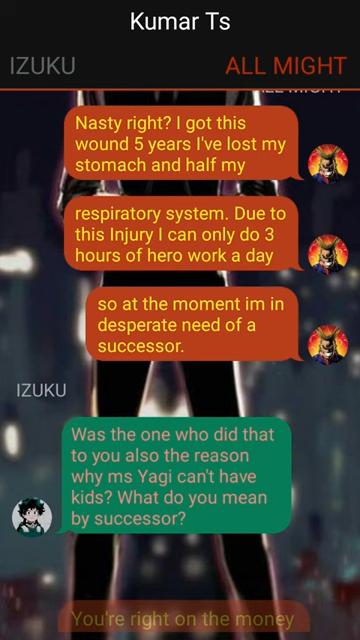 Kumar Ts
IZUKU
ALL MIGHT
ALL MIGHT
Nasty right? I got this
wound 5 years I've lost my
stomach and half my
respiratory system. Due to
this Injury I can only do 3
hours of hero work a day
so at the moment im in
desperate need of a
successor.
IZUKU
Was the one who did that
to you also the reason
why ms Yagi can't have
kids? What do you mean
by successor?
You're right on the money